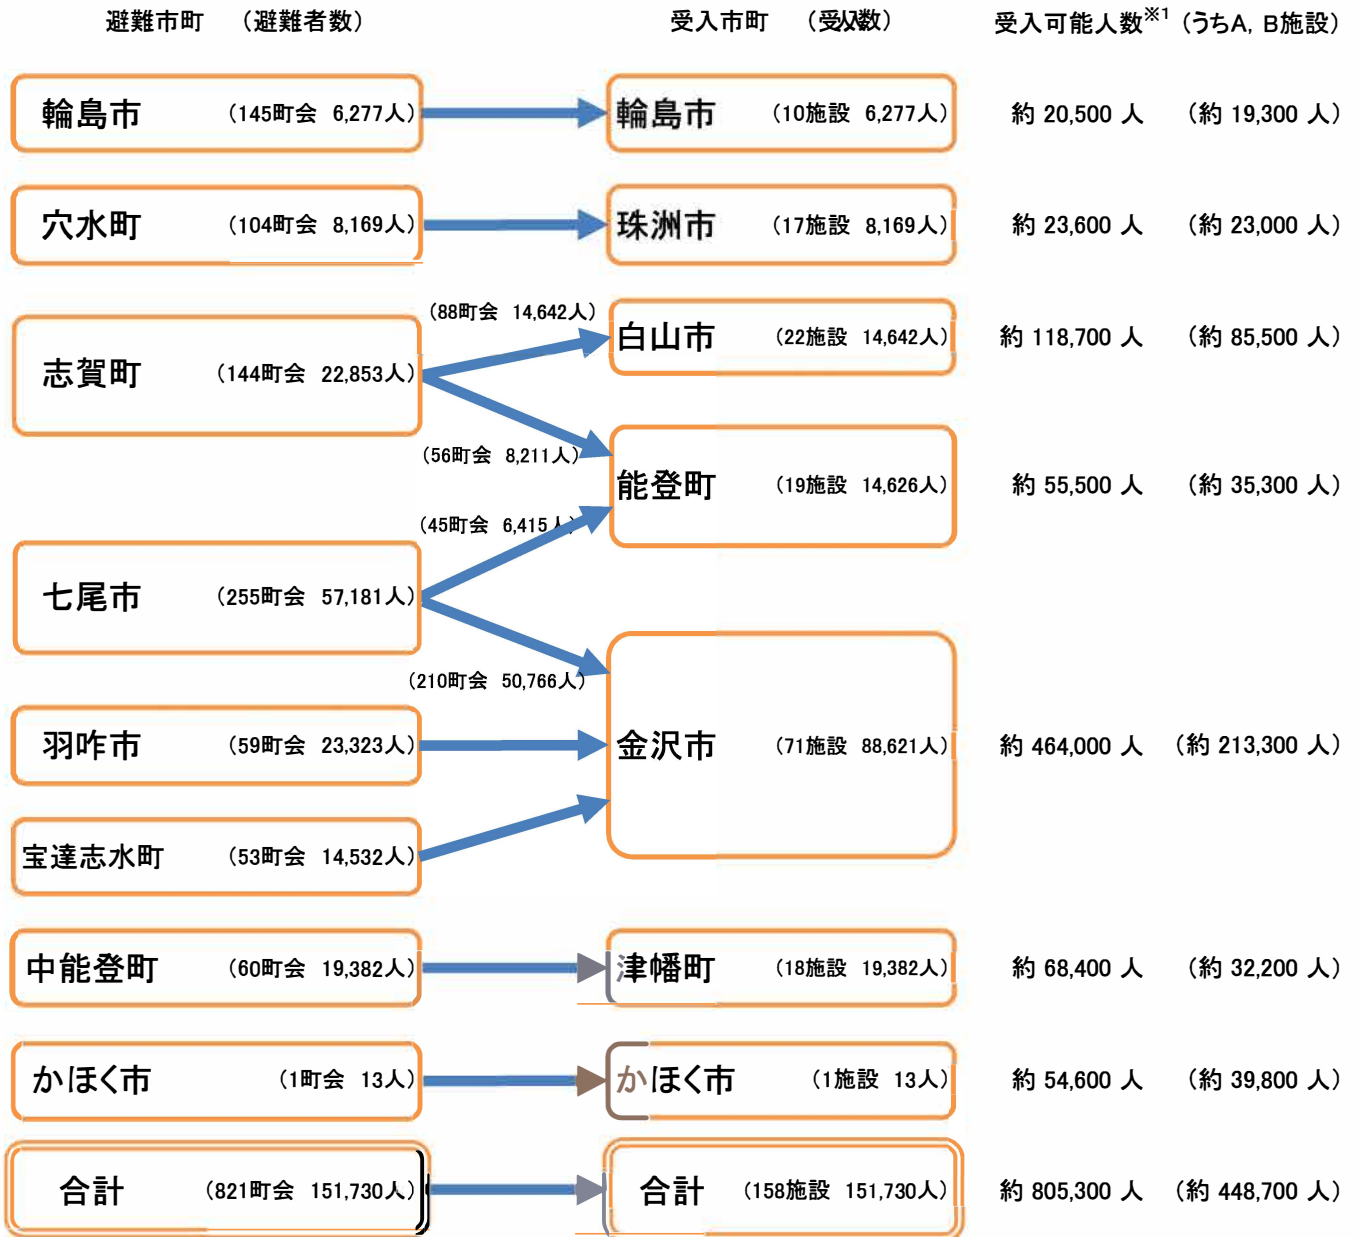 避難市町 （避難者数） 受入市町 （受入数） 受入可能人数※1（うちA, B施設）
輪島市 （145町会 6,277人） 輪島市 （10施設 6,277人） 約 20,500 人 （約 19,300 人）
穴水町 （104町会 8,169人） 珠洲市 （17施設 8,169人） 約 23,600 人 （約 23,000 人）
（88町会 14,642人）
白山市 （22施設 14,642人） 約 118,700 人 （約 85,500 人）
志賀町 （144町会 22,853人）
（56町会 8,211人）
能登町 （19施設 14,626人） 約 55,500 人 （約 35,300 人）
（45町会 6,415人）
七尾市 （255町会 57,181人）
（210町会 50,766人）
羽咋市 （59町会 23,323人） 金沢市 （71施設 88,621人） 約 464,000 人 （約 213,300 人）
宝達志水町 （53町会 14,532人）
中能登町 （60町会 19,382人） 津幡町 （18施設 19,382人） 約 68,400 人 （約 32,200 人）
かほく市 （1町会 13人） かほく市 （1施設 13人） 約 54,600 人 （約 39,800 人）
合計 （821町会 151,730人） 合計 （158施設 151,730人） 約 805,300 人 （約 448,700 人）